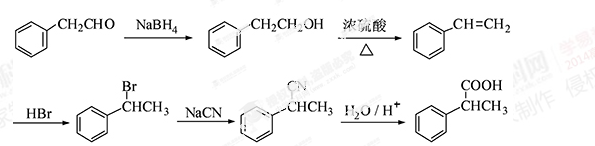 CH₂CHO NaBH₄ CH₂CH₂OH 浓硫酸 △ CH=CH₂
HBr Br CHCH₃ NaCN CN CHCH₃ H₂O / H⁺ COOH CHCH₃